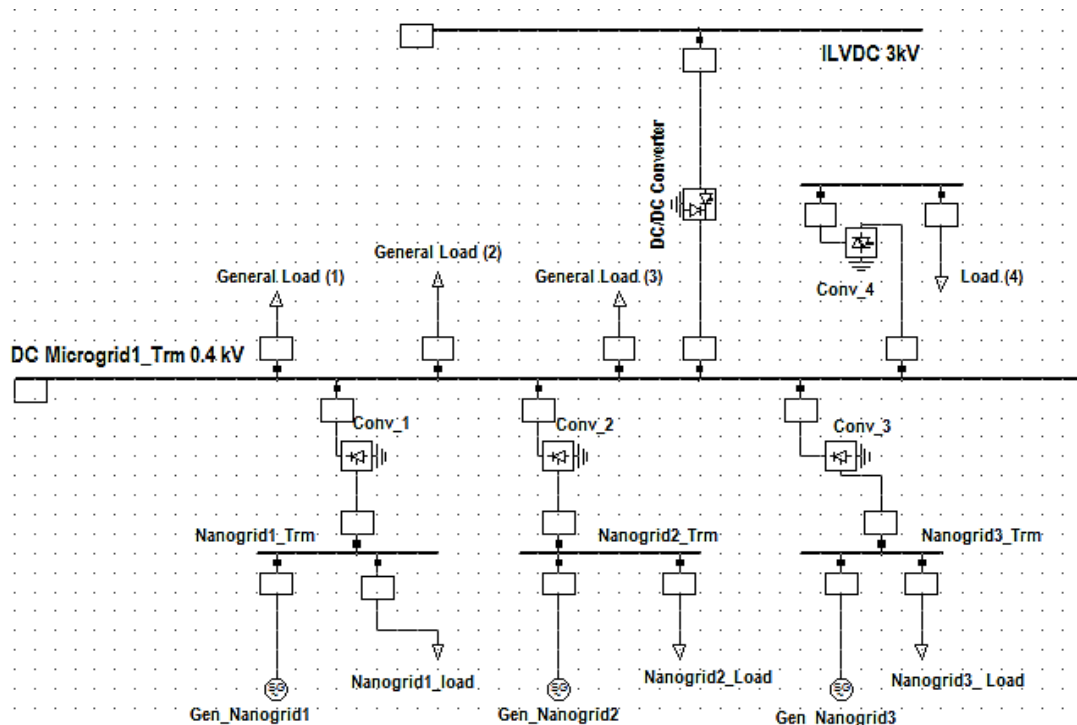 ILVDC 3kV
DC/DC Converter
General Load (1)
General Load (2)
General Load (3)
Conv_4
Load (4)
DC Microgrid1_Trm 0.4 kV
Conv_1
Conv_2
Conv_3
Nanogrid1_Trm
Nanogrid2_Trm
Nanogrid3_Trm
Nanogrid1_load
Nanogrid2_Load
Nanogrid3_ Load
Gen_Nanogrid1
Gen_Nanogrid2
Gen_Nanogrid3